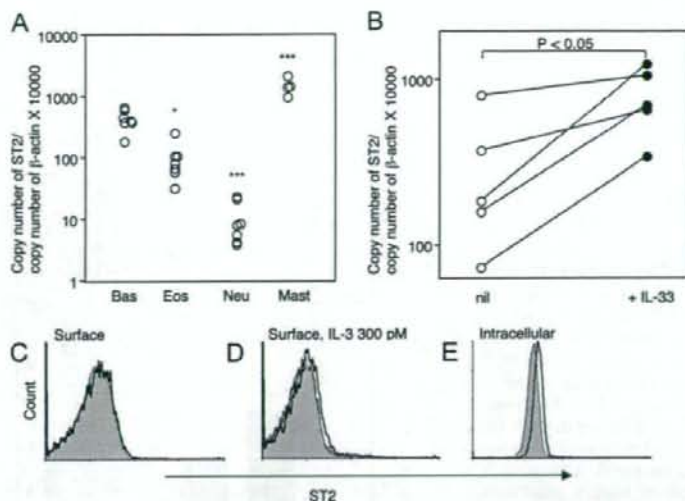 A
Copy number of ST2/
copy number of β-actin X 10000
10000
1000
100
10
1
*
***
***
Bas Eos Neu Mast
B
Copy number of ST2/
copy number of β-actin X 10000
P < 0.05
1000
100
nil + IL-33
C Surface
D Surface, IL-3 300 pM
E Intracellular
Count
ST2